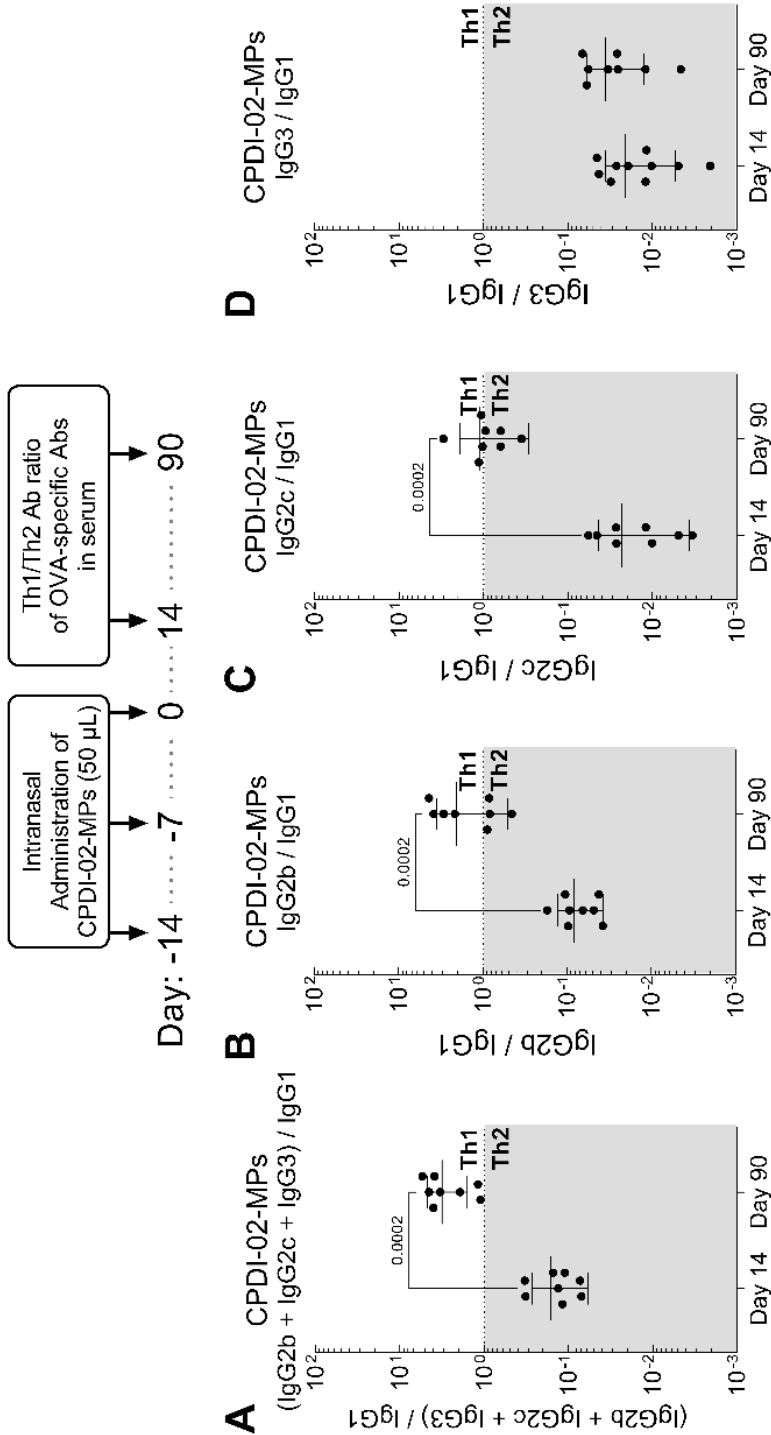 Intranasal
Administration of
CPDI-02-MPs (50 µL)
Th1/Th2 Ab ratio
of OVA-specific Abs
in serum
Day: -14 -7 0 14 90
A
CPDI-02-MPs
(IgG2b + IgG2c + IgG3) / IgG1
(IgG2b + IgG2c + IgG3) / IgG1
10²
10¹
10⁰
10⁻¹
10⁻²
10⁻³
0.0002
Th1
Th2
Day 14
Day 90
B
CPDI-02-MPs
IgG2b / IgG1
IgG2b / IgG1
10²
10¹
10⁰
10⁻¹
10⁻²
10⁻³
0.0002
Th1
Th2
Day 14
Day 90
C
CPDI-02-MPs
IgG2c / IgG1
IgG2c / IgG1
10²
10¹
10⁰
10⁻¹
10⁻²
10⁻³
0.0002
Th1
Th2
Day 14
Day 90
D
CPDI-02-MPs
IgG3 / IgG1
IgG3 / IgG1
10²
10¹
10⁰
10⁻¹
10⁻²
10⁻³
Th1
Th2
Day 14
Day 90